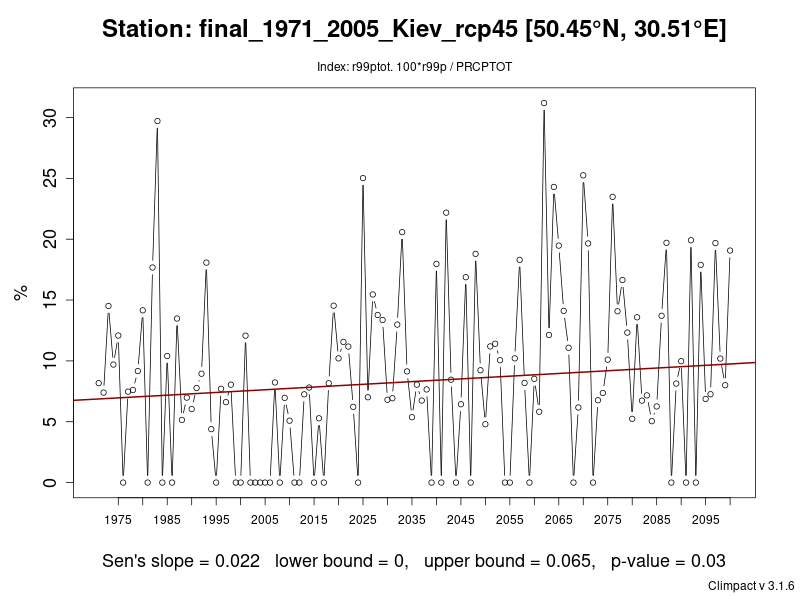 Station: final_1971_2005_Kiev_rcp45 [50.45°N, 30.51°E]
Index: r99ptot. 100*r99p / PRCPTOT
30
25
20
15
10
5
0
%
1975 1985 1995 2005 2015 2025 2035 2045 2055 2065 2075 2085 2095
Sen's slope = 0.022 lower bound = 0, upper bound = 0.065, p-value = 0.03
Climpact v 3.1.6